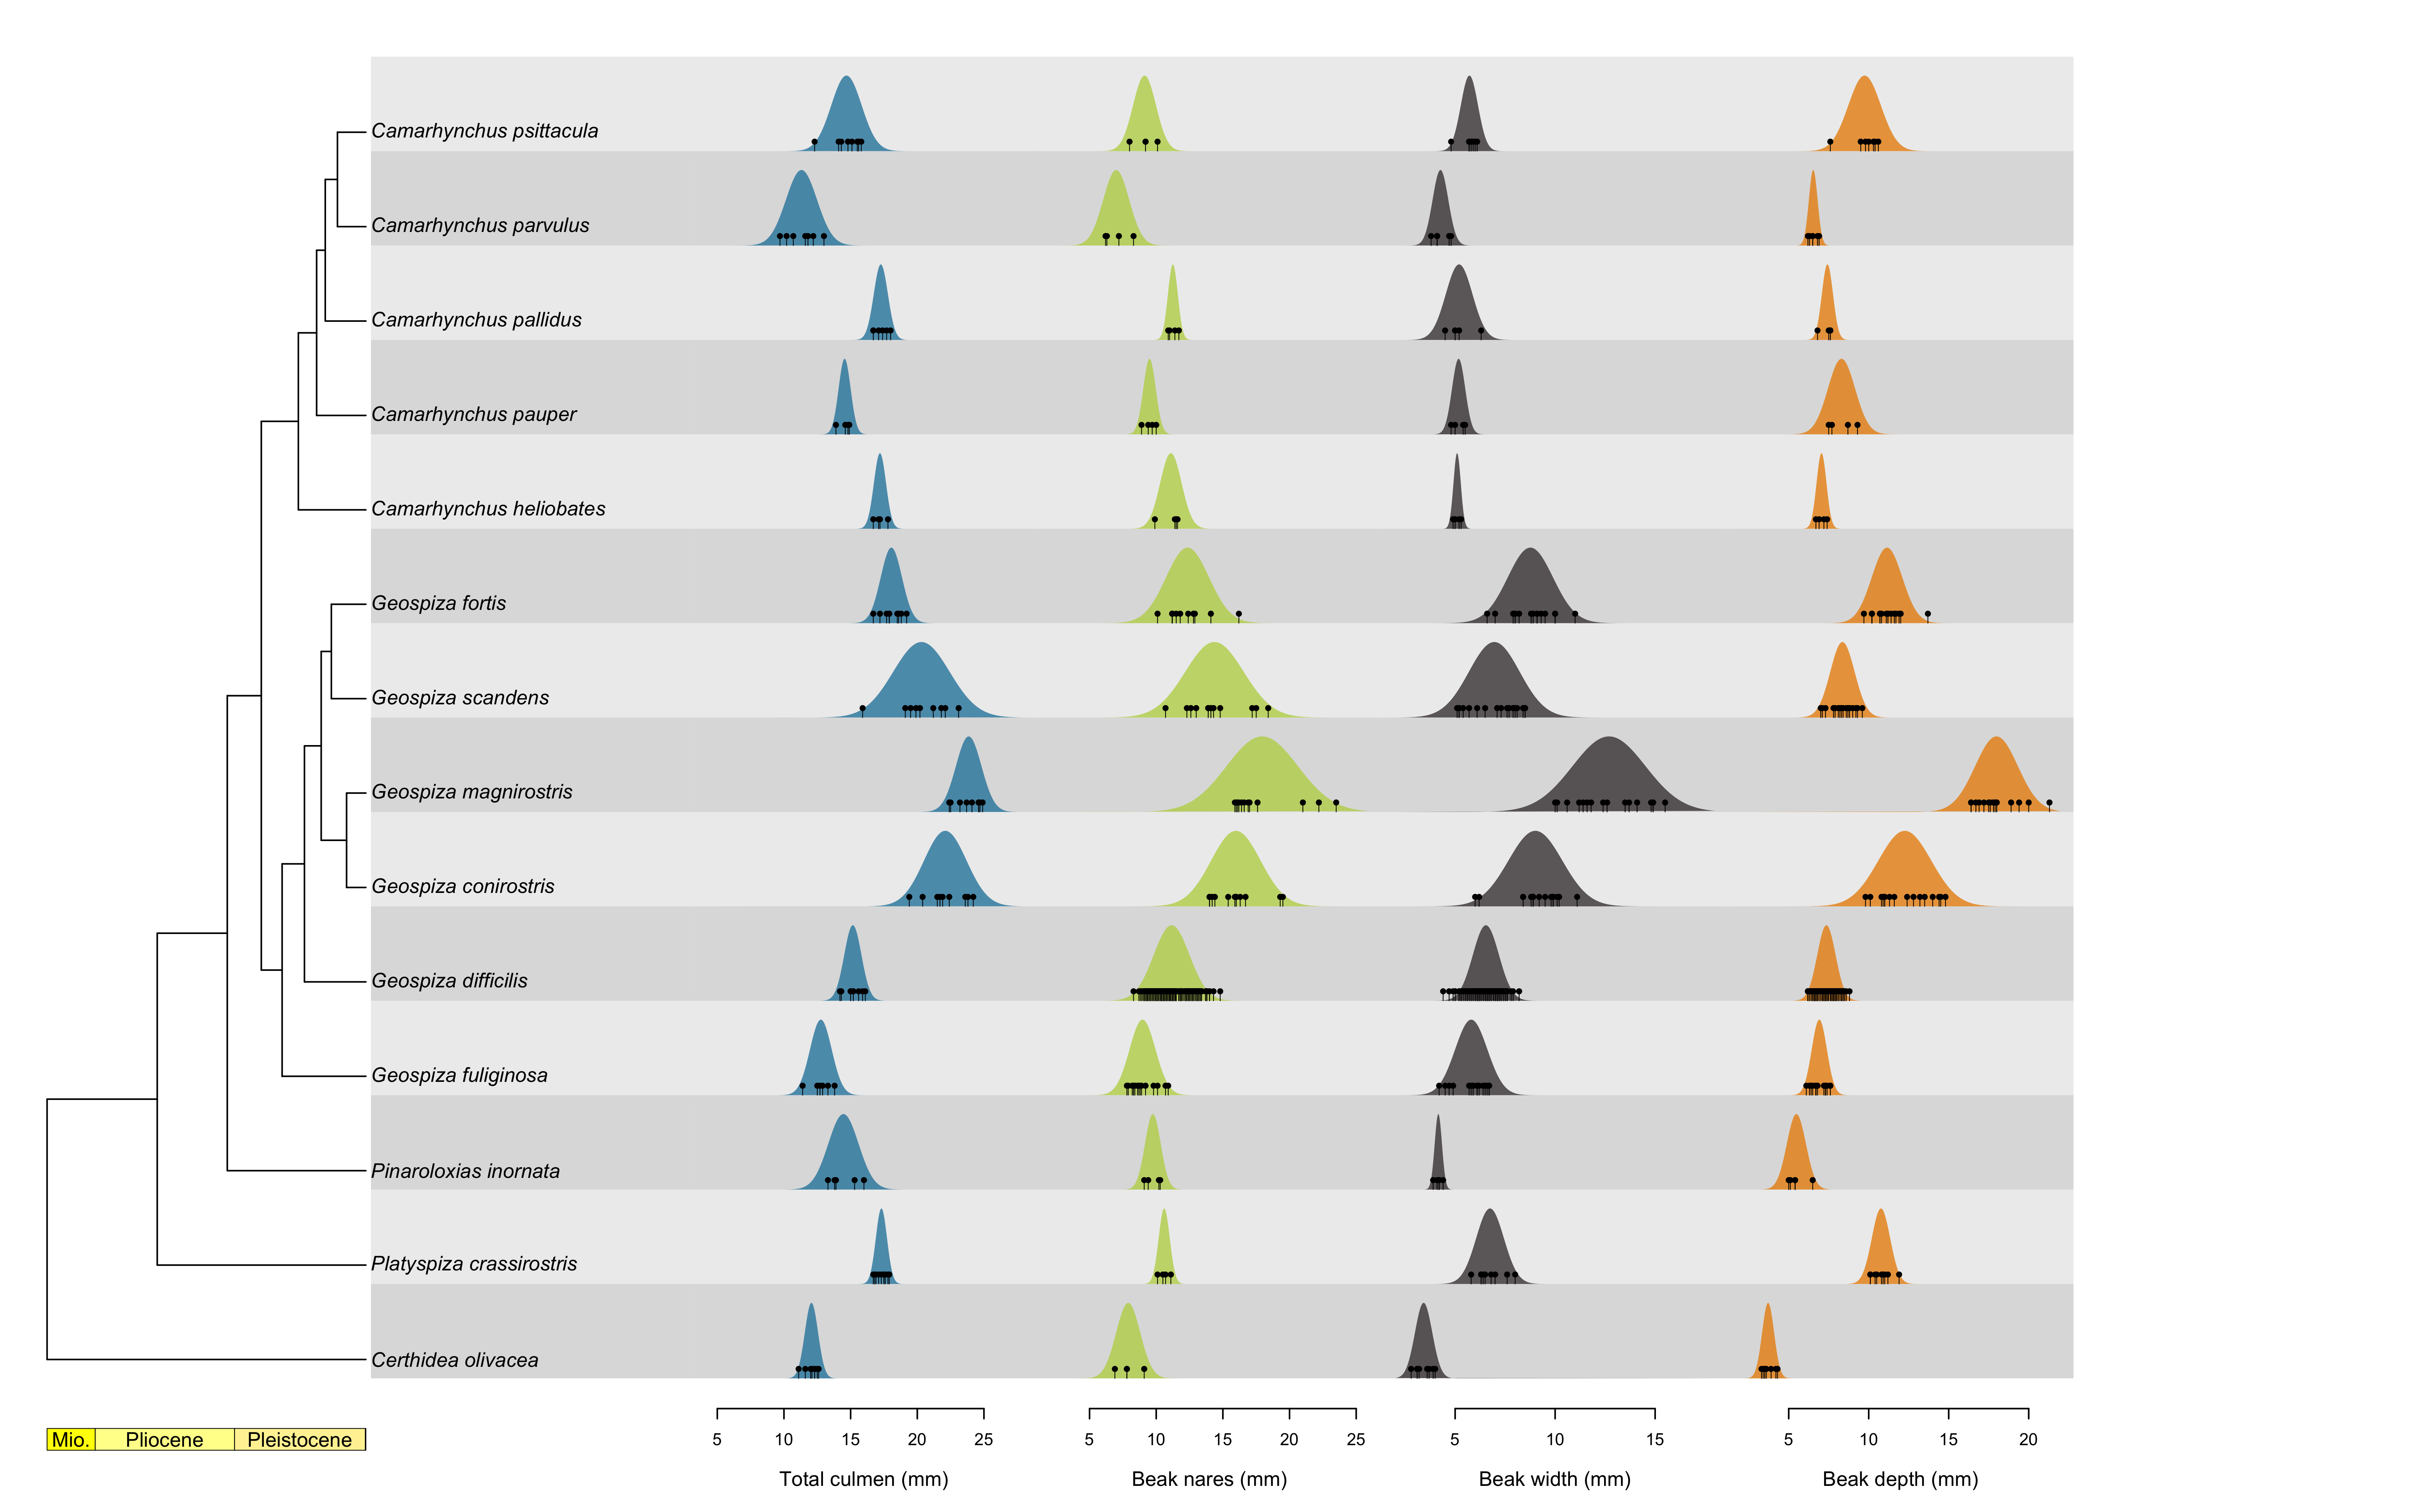 Camarhynchus psittacula
Camarhynchus parvulus
Camarhynchus pallidus
Camarhynchus pauper
Camarhynchus heliobates
Geospiza fortis
Geospiza scandens
Geospiza magnirostris
Geospiza conirostris
Geospiza difficilis
Geospiza fuliginosa
Pinaroloxias inornata
Platyspiza crassirostris
Certhidea olivacea
Mio. Pliocene Pleistocene
5 10 15 20 25 5 10 15 20 25 5 10 15 5 10 15 20
Total culmen (mm) Beak nares (mm) Beak width (mm) Beak depth (mm)